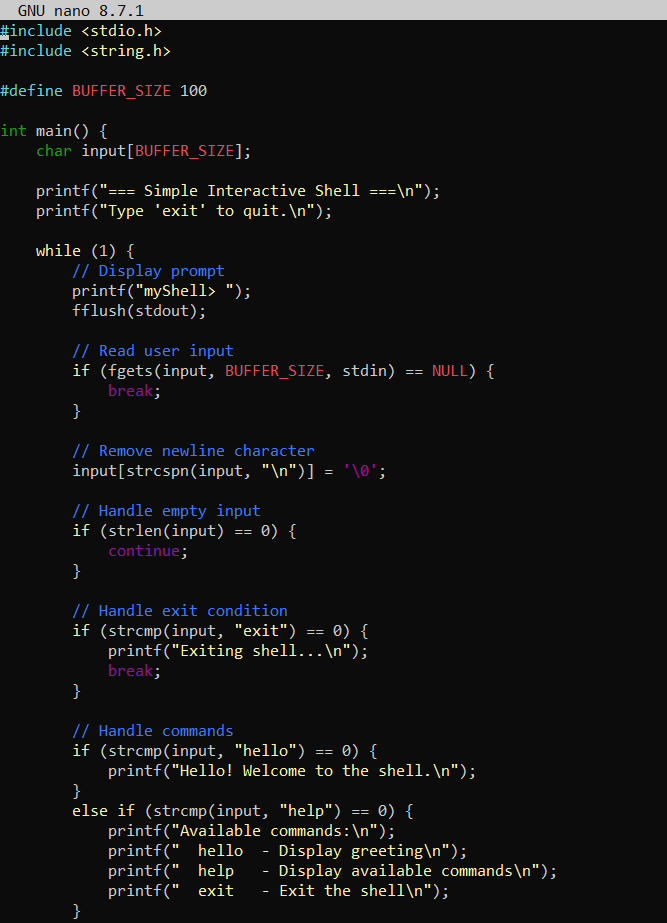 GNU nano 8.7.1
#include <stdio.h>
#include <string.h>

#define BUFFER_SIZE 100

int main() {
    char input[BUFFER_SIZE];

    printf("=== Simple Interactive Shell ===\n");
    printf("Type 'exit' to quit.\n");

    while (1) {
        // Display prompt
        printf("myShell> ");
        fflush(stdout);

        // Read user input
        if (fgets(input, BUFFER_SIZE, stdin) == NULL) {
            break;
        }

        // Remove newline character
        input[strcspn(input, "\n")] = '\0';

        // Handle empty input
        if (strlen(input) == 0) {
            continue;
        }

        // Handle exit condition
        if (strcmp(input, "exit") == 0) {
            printf("Exiting shell...\n");
            break;
        }

        // Handle commands
        if (strcmp(input, "hello") == 0) {
            printf("Hello! Welcome to the shell.\n");
        }
        else if (strcmp(input, "help") == 0) {
            printf("Available commands:\n");
            printf("  hello  - Display greeting\n");
            printf("  help   - Display available commands\n");
            printf("  exit   - Exit the shell\n");
        }